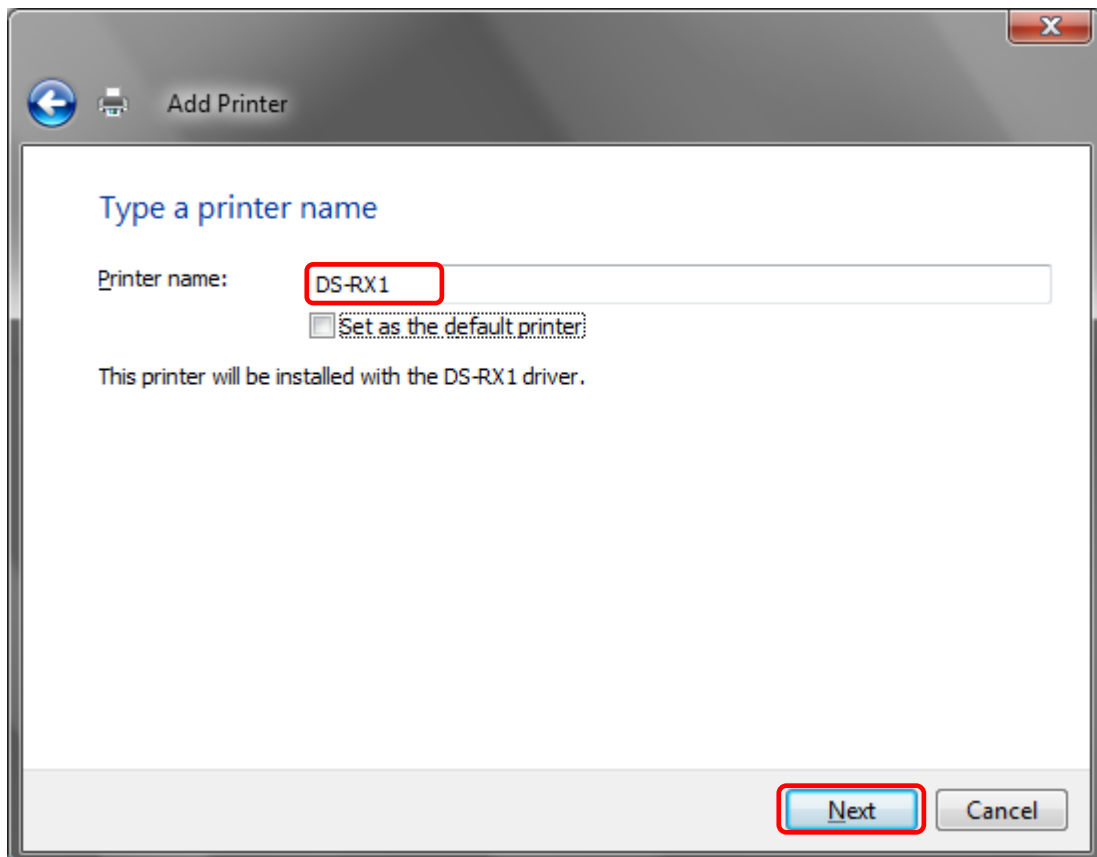 Add Printer
Type a printer name
Printer name: DS-RX1
Set as the default printer
This printer will be installed with the DS-RX1 driver.
Next Cancel